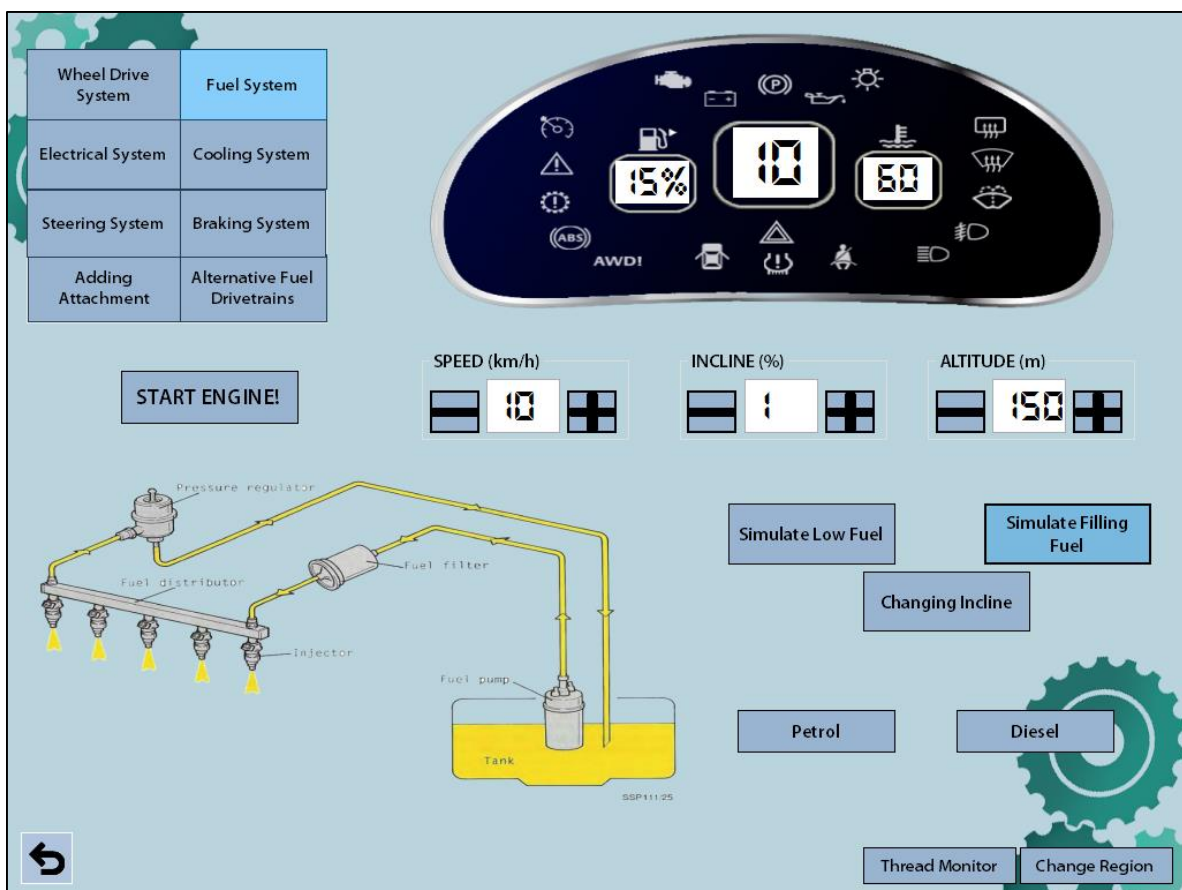 Wheel Drive
System
Fuel System
Electrical System
Cooling System
Steering System
Braking System
Adding
Attachment
Alternative Fuel
Drivetrains
P
15%
10
60
ABS
AWD!
START ENGINE!
SPEED (km/h)
10
INCLINE (%)
1
ALTITUDE (m)
150
Pressure regulator
Fuel filter
Fuel distributor
Injector
Fuel pump
Tank
SSP111/25
Simulate Low Fuel
Simulate Filling
Fuel
Changing Incline
Petrol
Diesel
Thread Monitor
Change Region